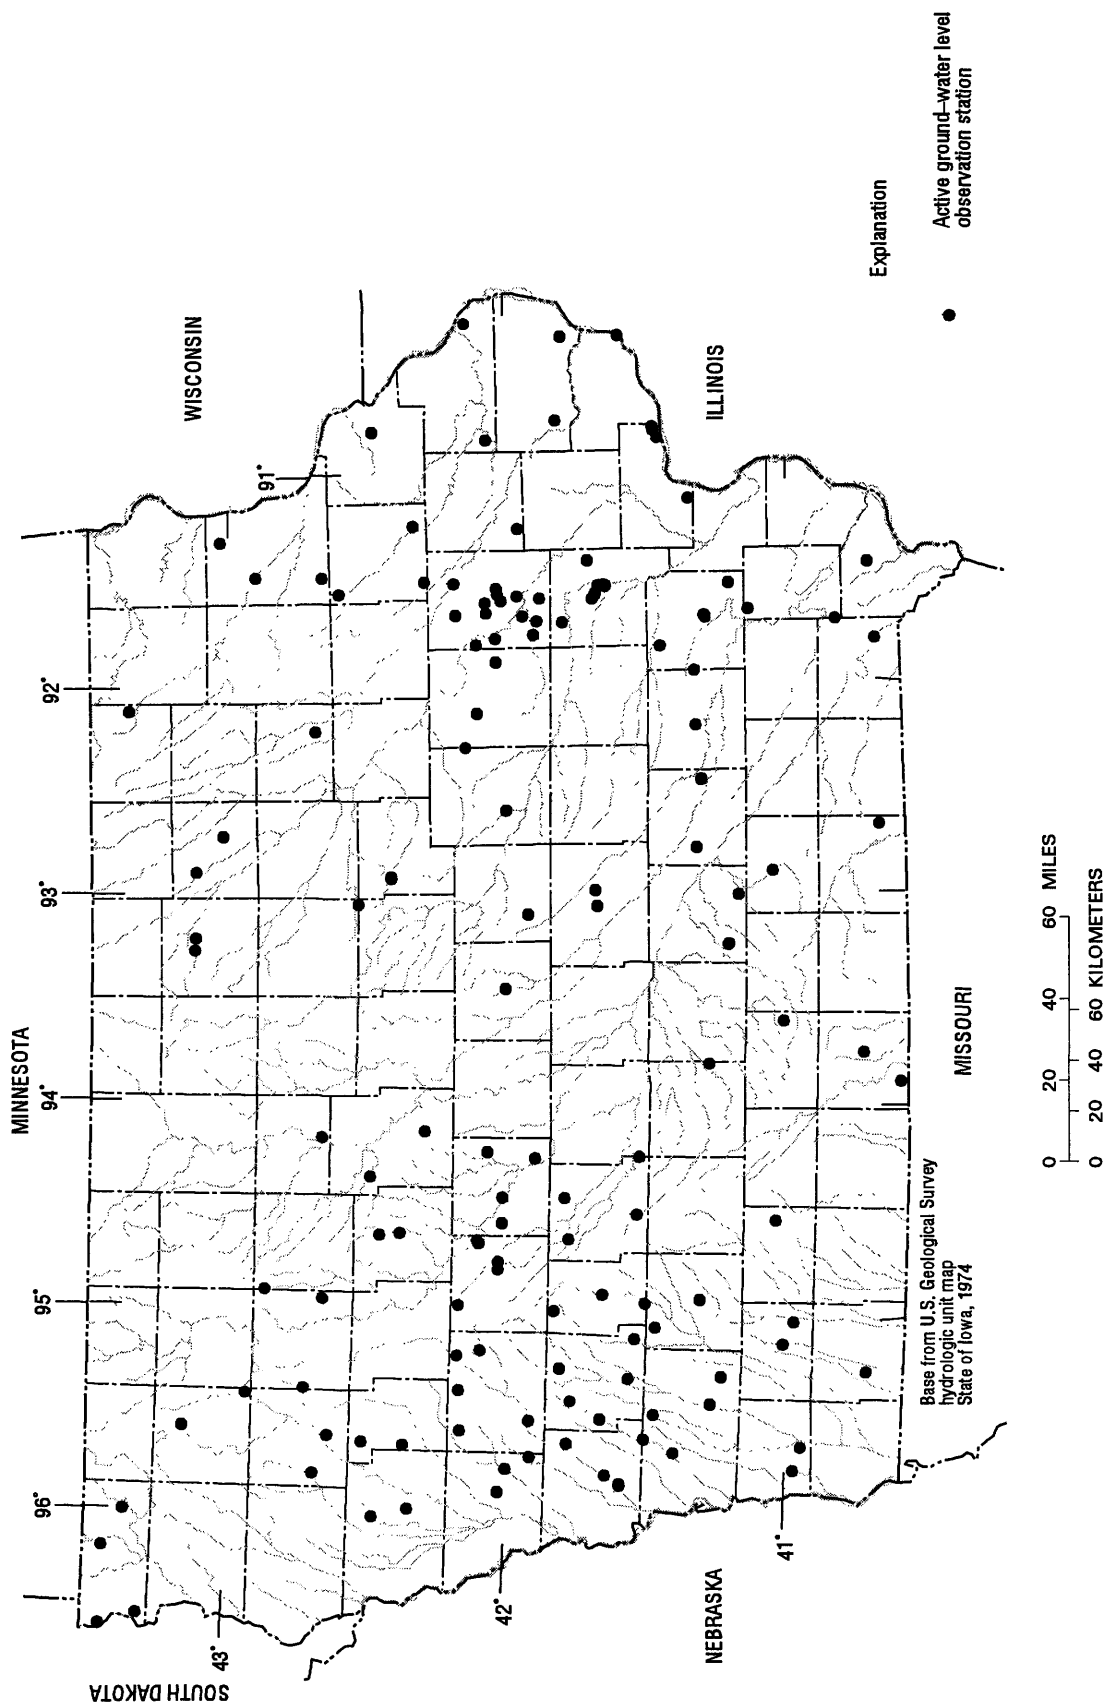 SOUTH DAKOTA
MINNESOTA
WISCONSIN
96°
95°
94°
93°
92°
91°
43°
42°
41°
NEBRASKA
MISSOURI
ILLINOIS
Base from U.S. Geological Survey
hydrologic unit map
State of Iowa, 1974
0 20 40 60 MILES
0 20 40 60 KILOMETERS
Explanation
Active ground–water level
observation station